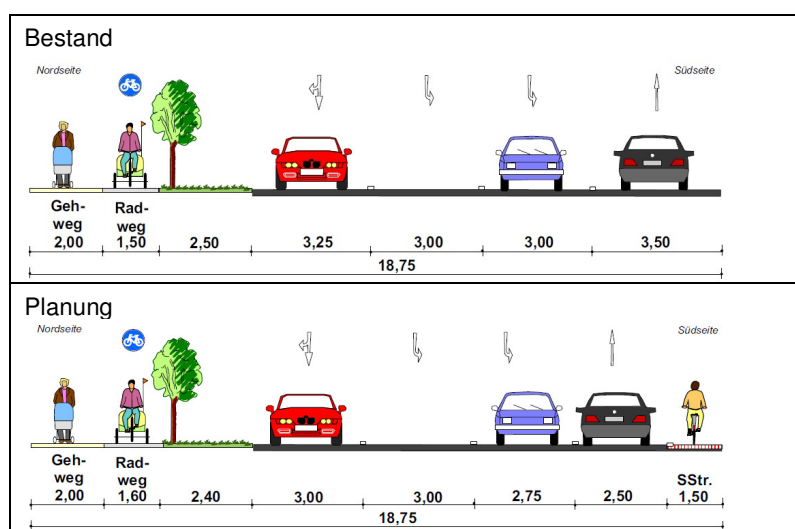 Bestand
Nordseite
Südseite
Geh-
weg
Rad-
weg
2,00 1,50 2,50 3,25 3,00 3,00 3,50
18,75
Planung
Nordseite
Südseite
Geh-
weg
Rad-
weg
SStr.
2,00 1,60 2,40 3,00 3,00 2,75 2,50 1,50
18,75